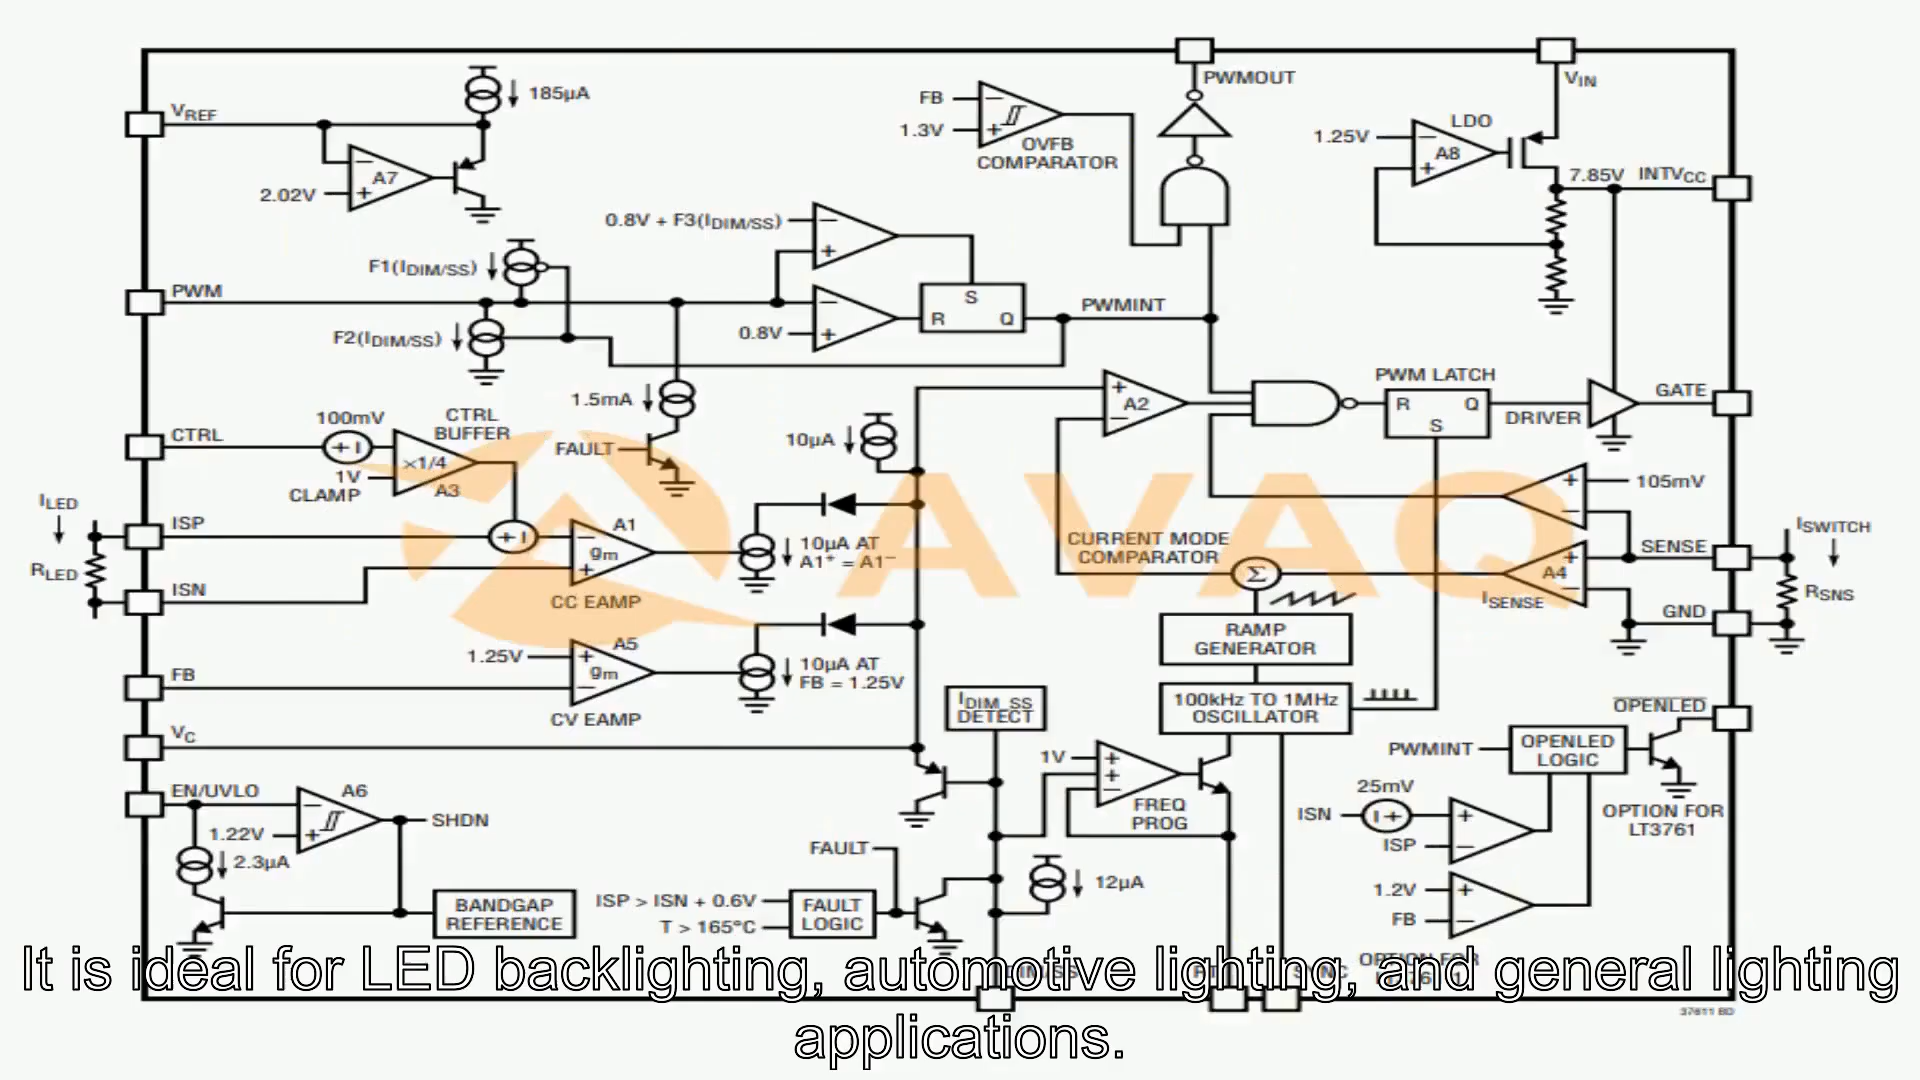 PWMOUT
VIN
VREF
185µA
FB
1.3V
OVFB
COMPARATOR
LDO
1.25V
A8
7.85V
INTVCC
A7
2.02V
0.8V + F3(IDIM/SS)
F1(IDIM/SS)
PWM
S
R
Q
PWMINT
0.8V
F2(IDIM/SS)
1.5mA
FAULT
10µA
A2
PWM LATCH
R
Q
S
DRIVER
GATE
100mV
CTRL
BUFFER
CTRL
×1/4
1V
CLAMP
A3
AVAQ
105mV
ILED
ISP
RLED
ISN
A1
gm
CC EAMP
10µA AT
A1+ = A1−
CURRENT MODE
COMPARATOR
Σ
A4
ISENSE
SENSE
ISWITCH
RSNS
GND
RAMP
GENERATOR
1.25V
A5
gm
CV EAMP
10µA AT
FB = 1.25V
FB
IDIM_SS
DETECT
100kHz TO 1MHz
OSCILLATOR
OPENLED
VC
1V
FREQ
PROG
PWMINT
OPENLED
LOGIC
OPTION FOR
LT3761
25mV
ISN
ISP
1.2V
FB
EN/UVLO
A6
1.22V
SHDN
2.3µA
BANDGAP
REFERENCE
FAULT
ISP > ISN + 0.6V
T > 165°C
FAULT
LOGIC
12µA
SYNC
37611 BD
It is ideal for LED backlighting, automotive lighting, and general lighting
applications.